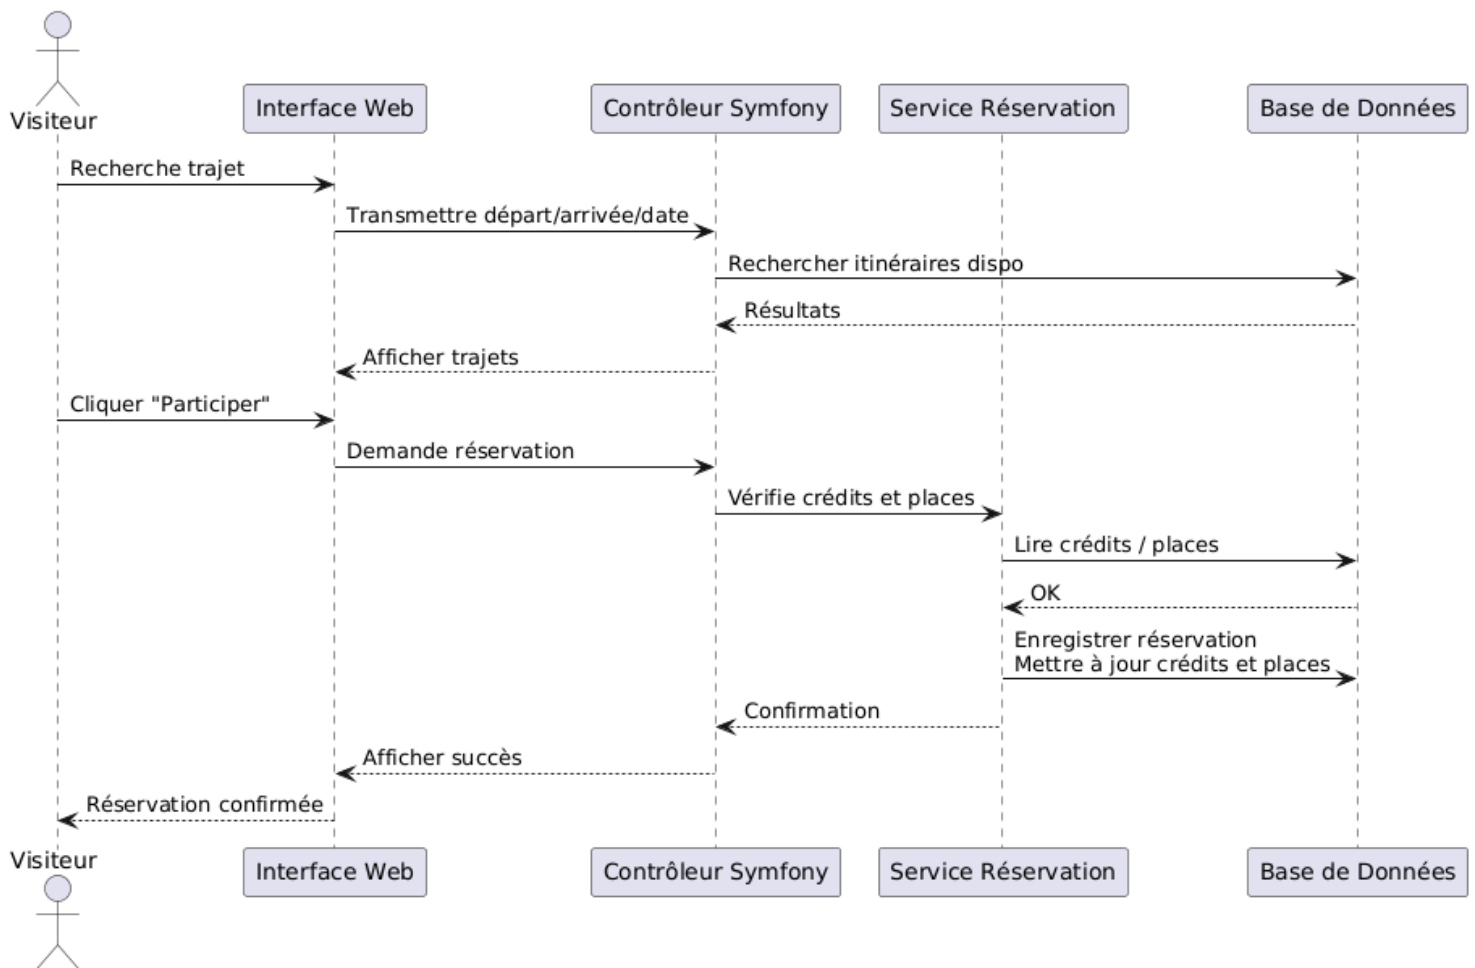 Visiteur
Interface Web
Contrôleur Symfony
Service Réservation
Base de Données
Recherche trajet
Transmettre départ/arrivée/date
Rechercher itinéraires dispo
Résultats
Afficher trajets
Cliquer "Participer"
Demande réservation
Vérifie crédits et places
Lire crédits / places
OK
Enregistrer réservation
Mettre à jour crédits et places
Confirmation
Afficher succès
Réservation confirmée
Visiteur
Interface Web
Contrôleur Symfony
Service Réservation
Base de Données